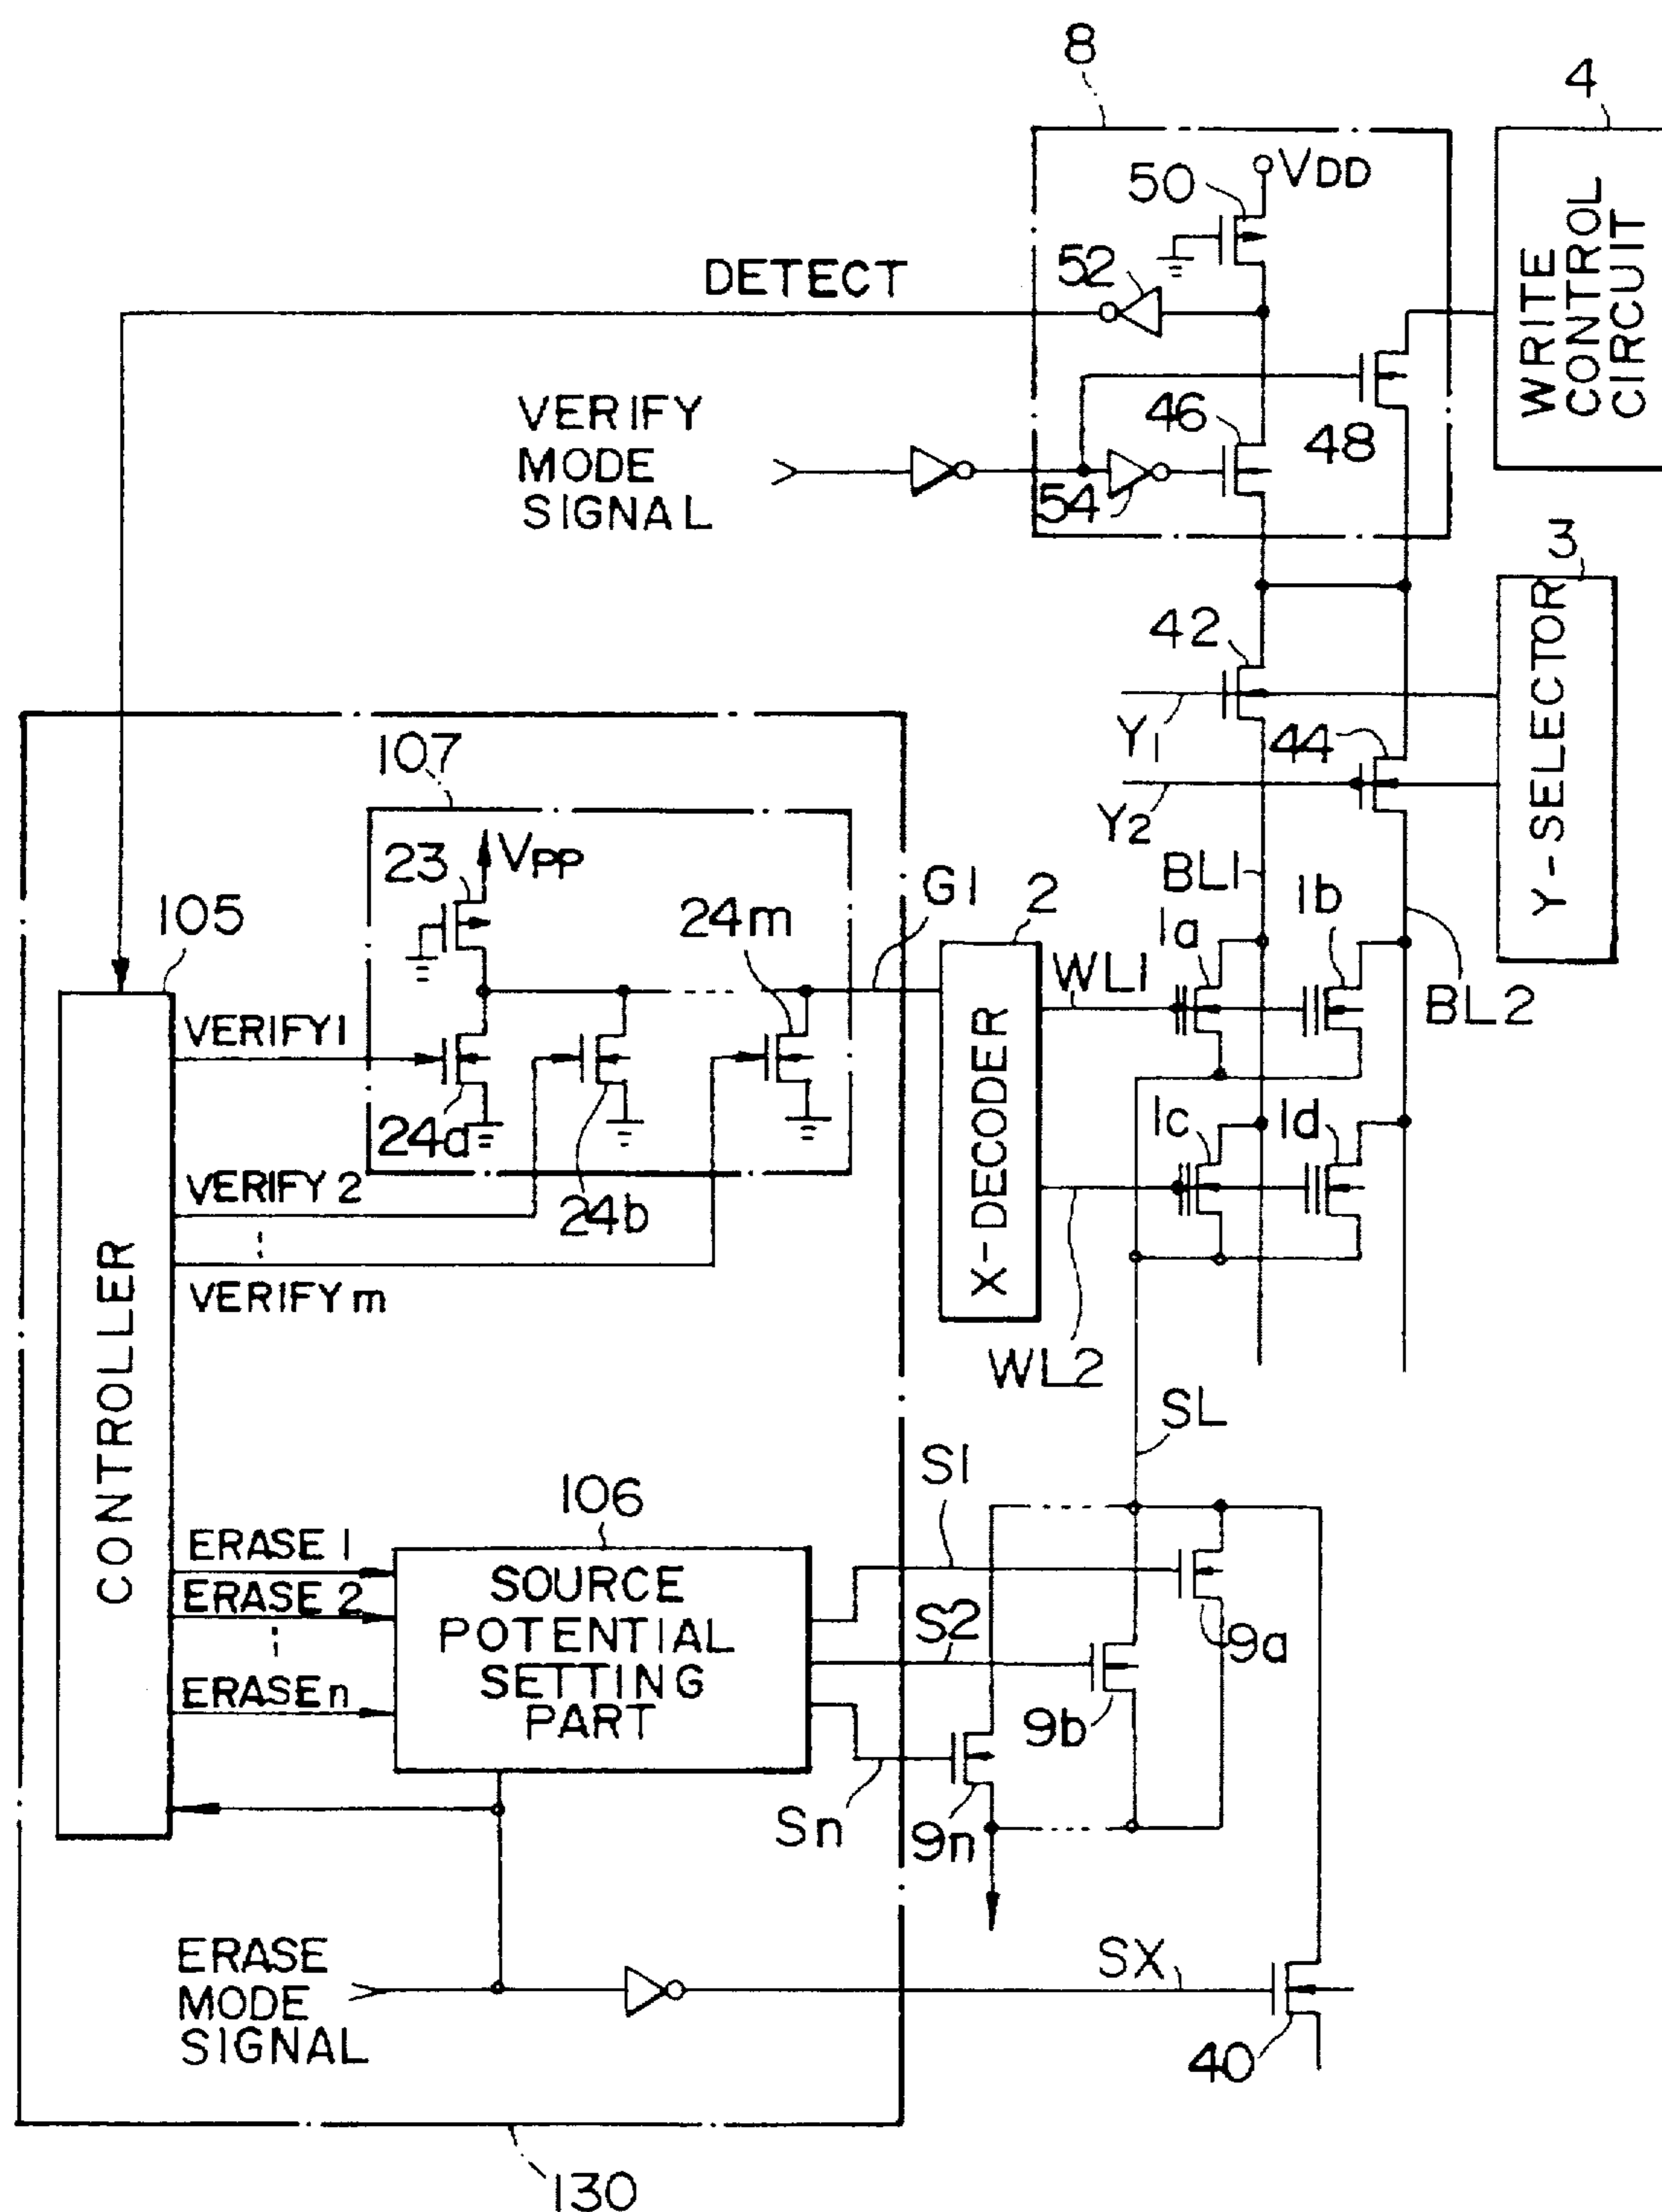 8
4
VDD
50
WRITE
CONTROL
CIRCUIT
52
DETECT
46
48
VERIFY
MODE
SIGNAL
54
3
Y-SELECTOR
42
Y1
44
Y2
107
VPP
23
105
24m
G1
2
BL1
1a
1b
WL1
BL2
VERIFY1
24a
X-DECODER
1c
1d
VERIFY 2
24b
VERIFY m
CONTROLLER
WL2
SL
S1
106
ERASE 1
ERASE 2
ERASE n
SOURCE
POTENTIAL
SETTING
PART
S2
9a
9b
Sn
9n
ERASE
MODE
SIGNAL
SX
40
130